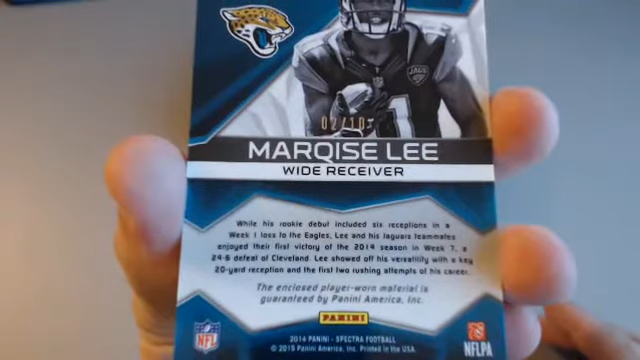 JAGS
02/10
MARQISE LEE
WIDE RECEIVER
While his rookie debut included six receptions in a
Week 1 loss to the Eagles, Lee and his Jaguars teammates
enjoyed their first victory of the 2014 season in Week 7, a
24-6 defeat of Cleveland. Lee showed off his versatility with a key
20-yard reception and the first two rushing attempts of his career.
The enclosed player-worn material is
guaranteed by Panini America, Inc.
PANINI
2014 PANINI - SPECTRA FOOTBALL
© 2015 Panini America, Inc. Printed in the USA.
NFL
NFLPA